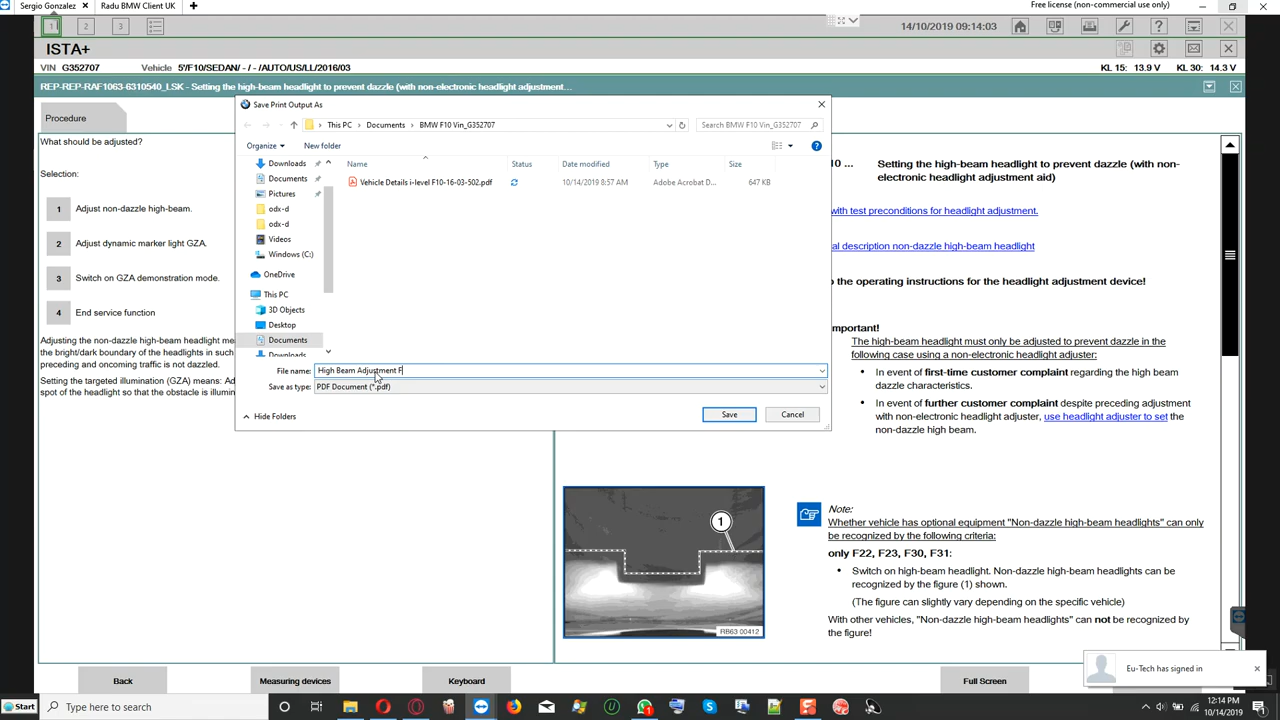 Sergio Gonzalez
Radu BMW Client UK
Free license (non-commercial use only)
1
2
3
14/10/2019 09:14:03
ISTA+
VIN G352707 Vehicle 5'/F10/SEDAN/ - / - /AUTO/US/LL/2016/03 KL 15: 13.9 V KL 30: 14.3 V
REP-REP-RAF1063-6310540_LSK - Setting the high-beam headlight to prevent dazzle (with non-electronic headlight adjustment…
Procedure
What should be adjusted?
Selection:
1 Adjust non-dazzle high-beam.
2 Adjust dynamic marker light GZA.
3 Switch on GZA demonstration mode.
4 End service function
Adjusting the non-dazzle high-beam headlight me
the bright/dark boundary of the headlights in such
preceding and oncoming traffic is not dazzled.
Setting the targeted illumination (GZA) means: Ad
spot of the headlight so that the obstacle is illumin
Save Print Output As
This PC > Documents > BMW F10 Vin_G352707
Search BMW F10 Vin_G352707
Organize
New folder
Name Status Date modified Type Size
Vehicle Details i-level F10-16-03-502.pdf 10/14/2019 8:57 AM Adobe Acrobat D... 647 KB
Downloads
Documents
Pictures
odx-d
odx-d
Videos
Windows (C:)
OneDrive
This PC
3D Objects
Desktop
Documents
Downloads
File name: High Beam Adjustment F
Save as type: PDF Document (*.pdf)
Hide Folders
Save
Cancel
10 ... Setting the high-beam headlight to prevent dazzle (with non-
electronic headlight adjustment aid)
with test preconditions for headlight adjustment.
al description non-dazzle high-beam headlight
o the operating instructions for the headlight adjustment device!
mportant!
The high-beam headlight must only be adjusted to prevent dazzle in the
following case using a non-electronic headlight adjuster:
• In event of first-time customer complaint regarding the high-beam
dazzle characteristics.
• In event of further customer complaint despite preceding adjustment
with non-electronic headlight adjuster, use headlight adjuster to set the
non-dazzle high beam.
1
RB63:00412
Note:
Whether vehicle has optional equipment "Non-dazzle high-beam headlights" can only
be recognized by the following criteria:
only F22, F23, F30, F31:
• Switch on high-beam headlight. Non-dazzle high-beam headlights can be
recognized by the figure (1) shown.
(The figure can slightly vary depending on the specific vehicle)
With other vehicles, "Non-dazzle high-beam headlights" can not be recognized by
the figure!
Eu-Tech has signed in
Back
Measuring devices
Keyboard
Full Screen
Start
Type here to search
12:14 PM
10/14/2019